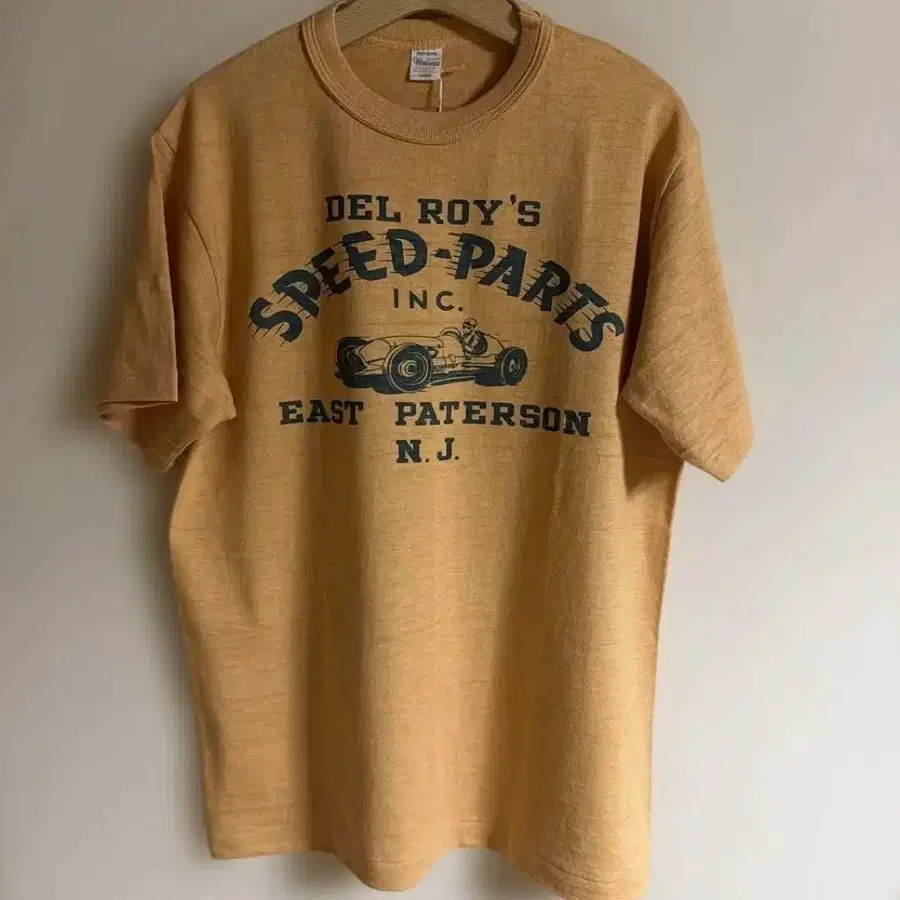 DEL ROY'S
SPEED-PARTS
INC.
EAST PATERSON
N.J.